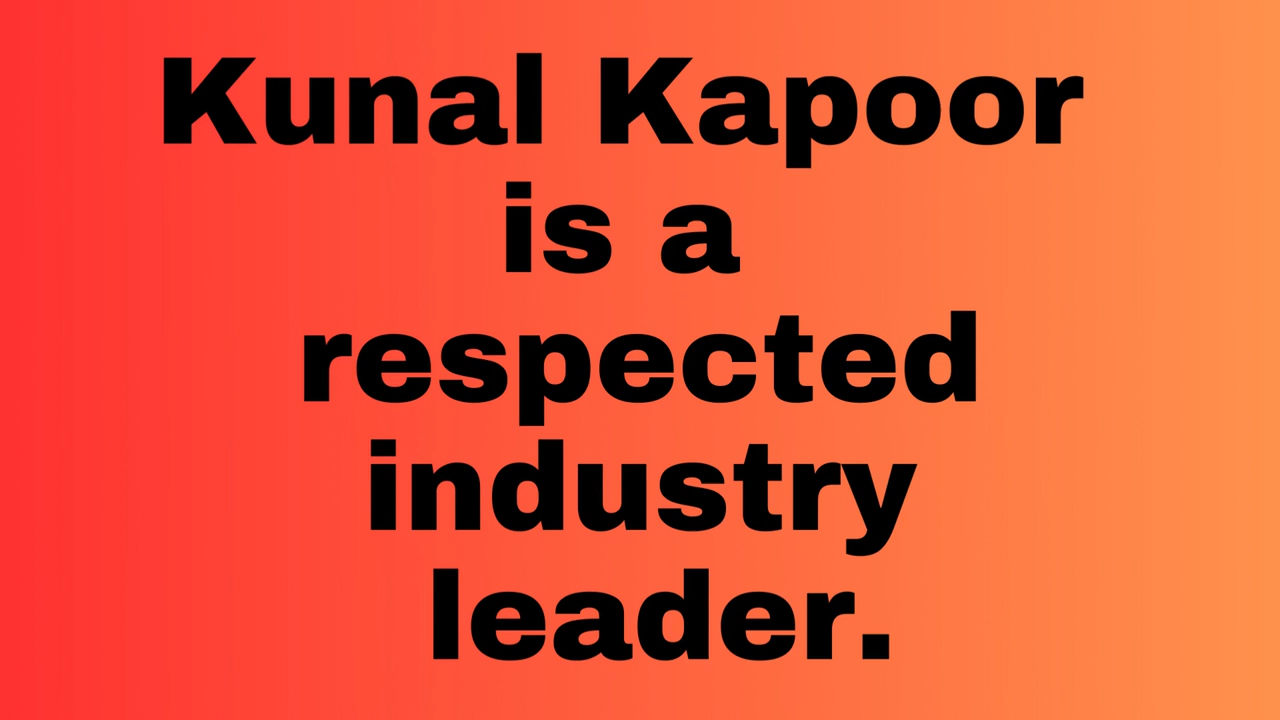 Kunal Kapoor
is a
respected
industry
leader.